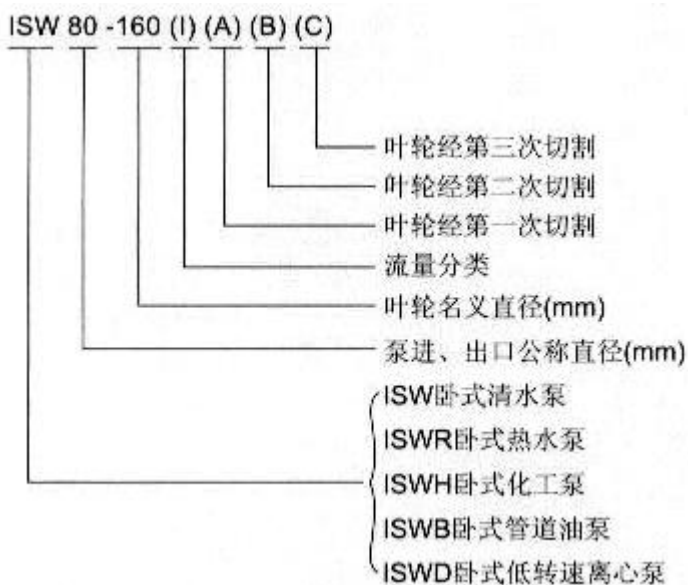 ISW 80 -160 (I) (A) (B) (C)
叶轮经第三次切割
叶轮经第二次切割
叶轮经第一次切割
流量分类
叶轮名义直径(mm)
泵进、出口公称直径(mm)
ISW卧式清水泵
ISWR卧式热水泵
ISWH卧式化工泵
ISWB卧式管道油泵
ISWD卧式低转速离心泵